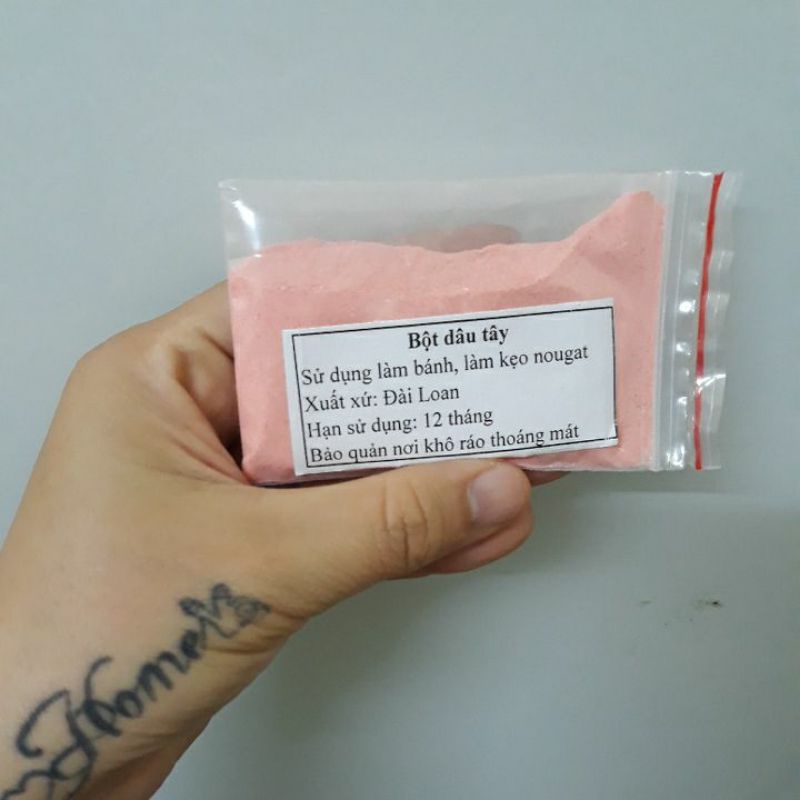 Bột dâu tây
Sử dụng làm bánh, làm kẹo nougat
Xuất xứ: Đài Loan
Hạn sử dụng: 12 tháng
Bảo quản nơi khô ráo thoáng mát